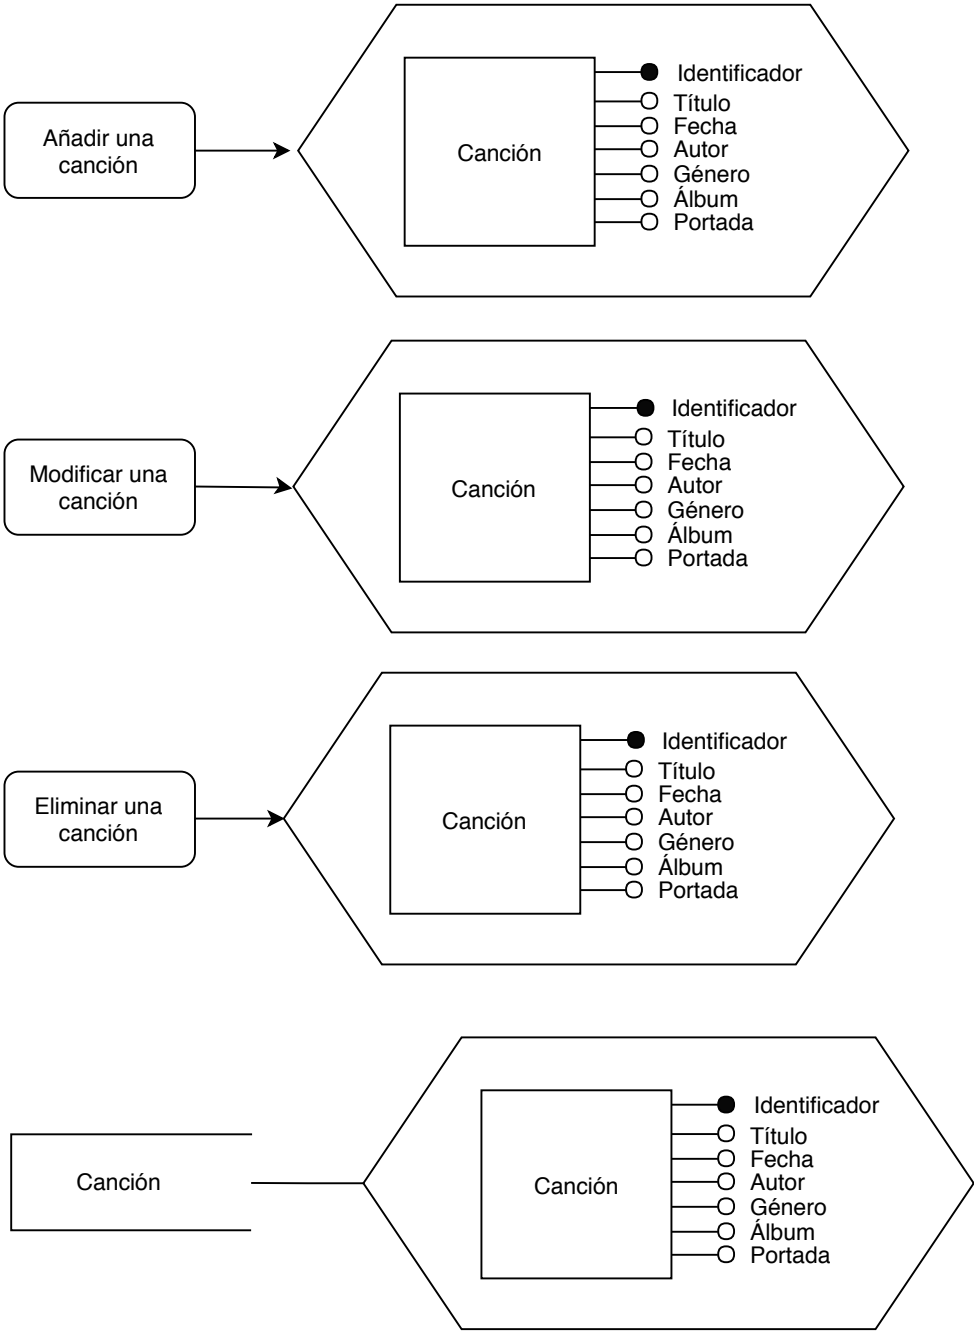 Añadir una
canción
Canción
Identificador
Título
Fecha
Autor
Género
Álbum
Portada
Modificar una
canción
Canción
Identificador
Título
Fecha
Autor
Género
Álbum
Portada
Eliminar una
canción
Canción
Identificador
Título
Fecha
Autor
Género
Álbum
Portada
Canción
Canción
Identificador
Título
Fecha
Autor
Género
Álbum
Portada